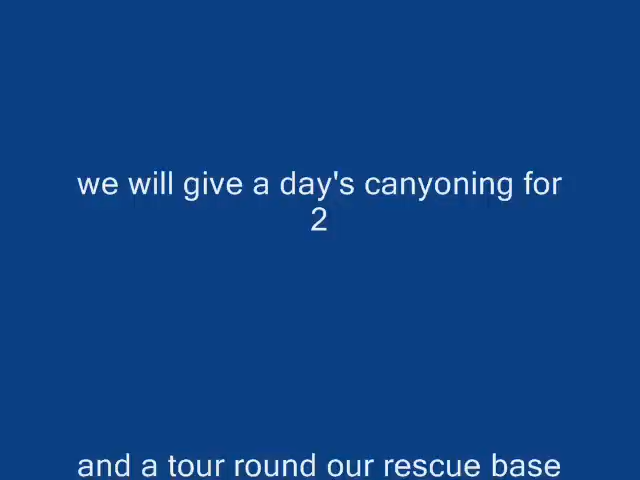 we will give a day's canyoning for
2
and a tour round our rescue base